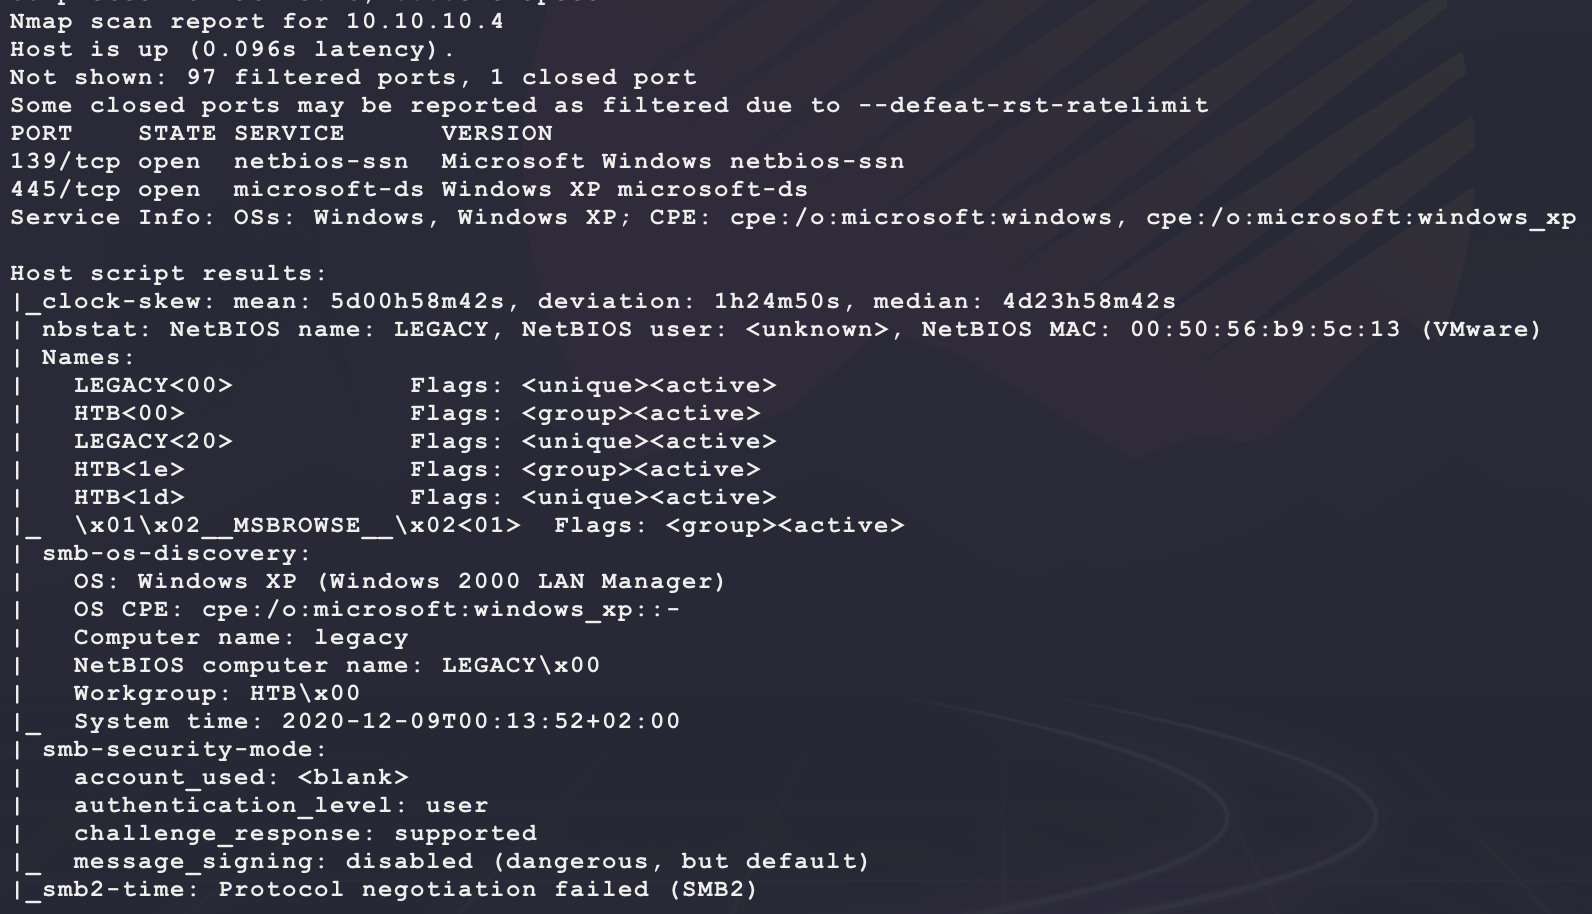 Nmap scan report for 10.10.10.4
Host is up (0.096s latency).
Not shown: 97 filtered ports, 1 closed port
Some closed ports may be reported as filtered due to --defeat-rst-ratelimit
PORT    STATE SERVICE      VERSION
139/tcp open  netbios-ssn  Microsoft Windows netbios-ssn
445/tcp open  microsoft-ds Windows XP microsoft-ds
Service Info: OSs: Windows, Windows XP; CPE: cpe:/o:microsoft:windows, cpe:/o:microsoft:windows_xp
Host script results:
|_clock-skew: mean: 5d00h58m42s, deviation: 1h24m50s, median: 4d23h58m42s
| nbstat: NetBIOS name: LEGACY, NetBIOS user: <unknown>, NetBIOS MAC: 00:50:56:b9:5c:13 (VMware)
| Names:
|   LEGACY<00>           Flags: <unique><active>
|   HTB<00>              Flags: <group><active>
|   LEGACY<20>           Flags: <unique><active>
|   HTB<1e>              Flags: <group><active>
|   HTB<1d>              Flags: <unique><active>
|_  \x01\x02__MSBROWSE__\x02<01>  Flags: <group><active>
| smb-os-discovery:
|   OS: Windows XP (Windows 2000 LAN Manager)
|   OS CPE: cpe:/o:microsoft:windows_xp::-
|   Computer name: legacy
|   NetBIOS computer name: LEGACY\x00
|   Workgroup: HTB\x00
|_  System time: 2020-12-09T00:13:52+02:00
| smb-security-mode:
|   account_used: <blank>
|   authentication_level: user
|   challenge_response: supported
|_  message_signing: disabled (dangerous, but default)
|_smb2-time: Protocol negotiation failed (SMB2)